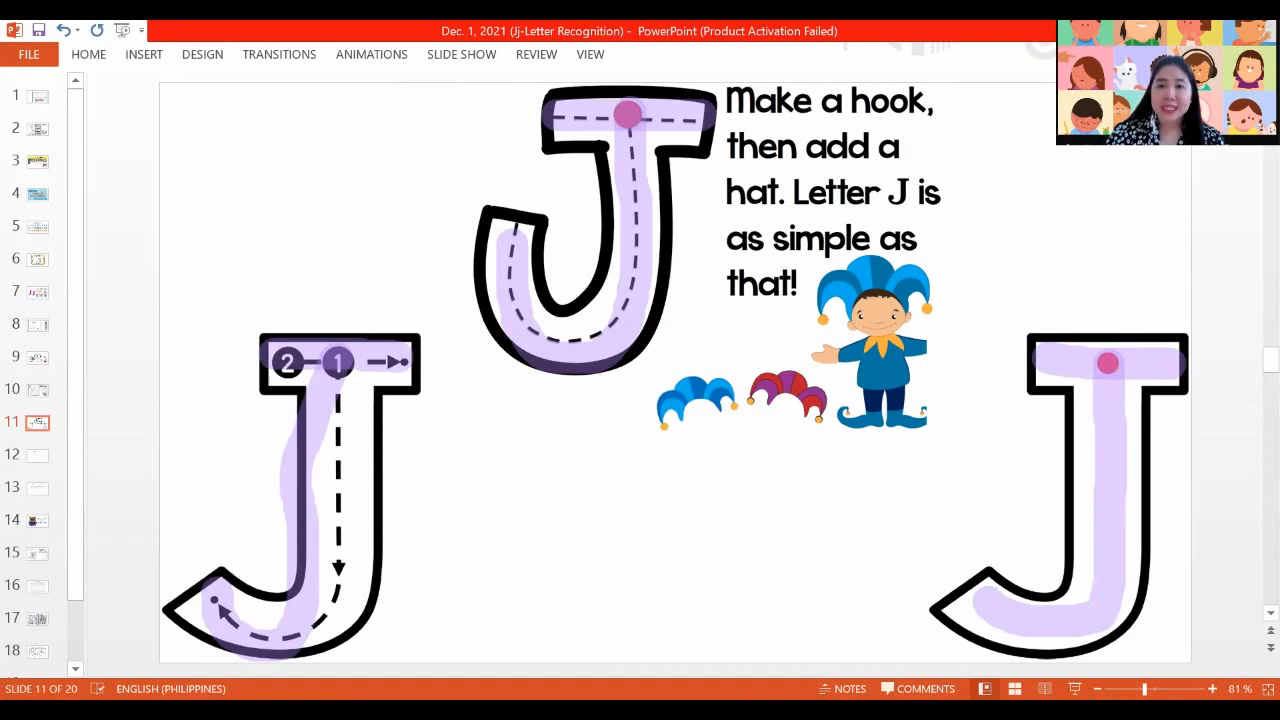 Dec. 1, 2021 (Jj-Letter Recognition) - PowerPoint (Product Activation Failed)
FILE HOME INSERT DESIGN TRANSITIONS ANIMATIONS SLIDE SHOW REVIEW VIEW
1
2
3
4
5
6
7
8
9
10
11
12
13
14
15
16
17
18
Make a hook,
then add a
hat. Letter J is
as simple as
that!
J
2 1
J
J
SLIDE 11 OF 20 ENGLISH (PHILIPPINES) NOTES COMMENTS 81 %